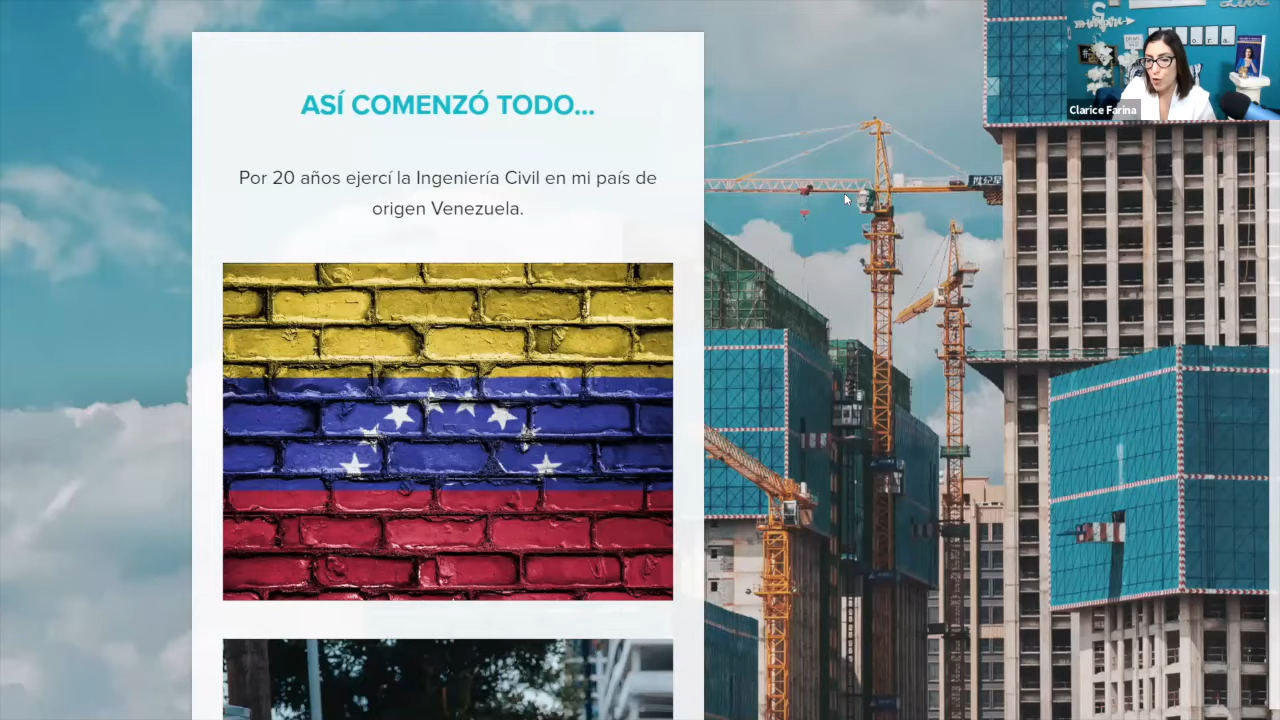 ASÍ COMENZÓ TODO...
Por 20 años ejercí la Ingeniería Civil en mi país de
origen Venezuela.
Clarice Farina